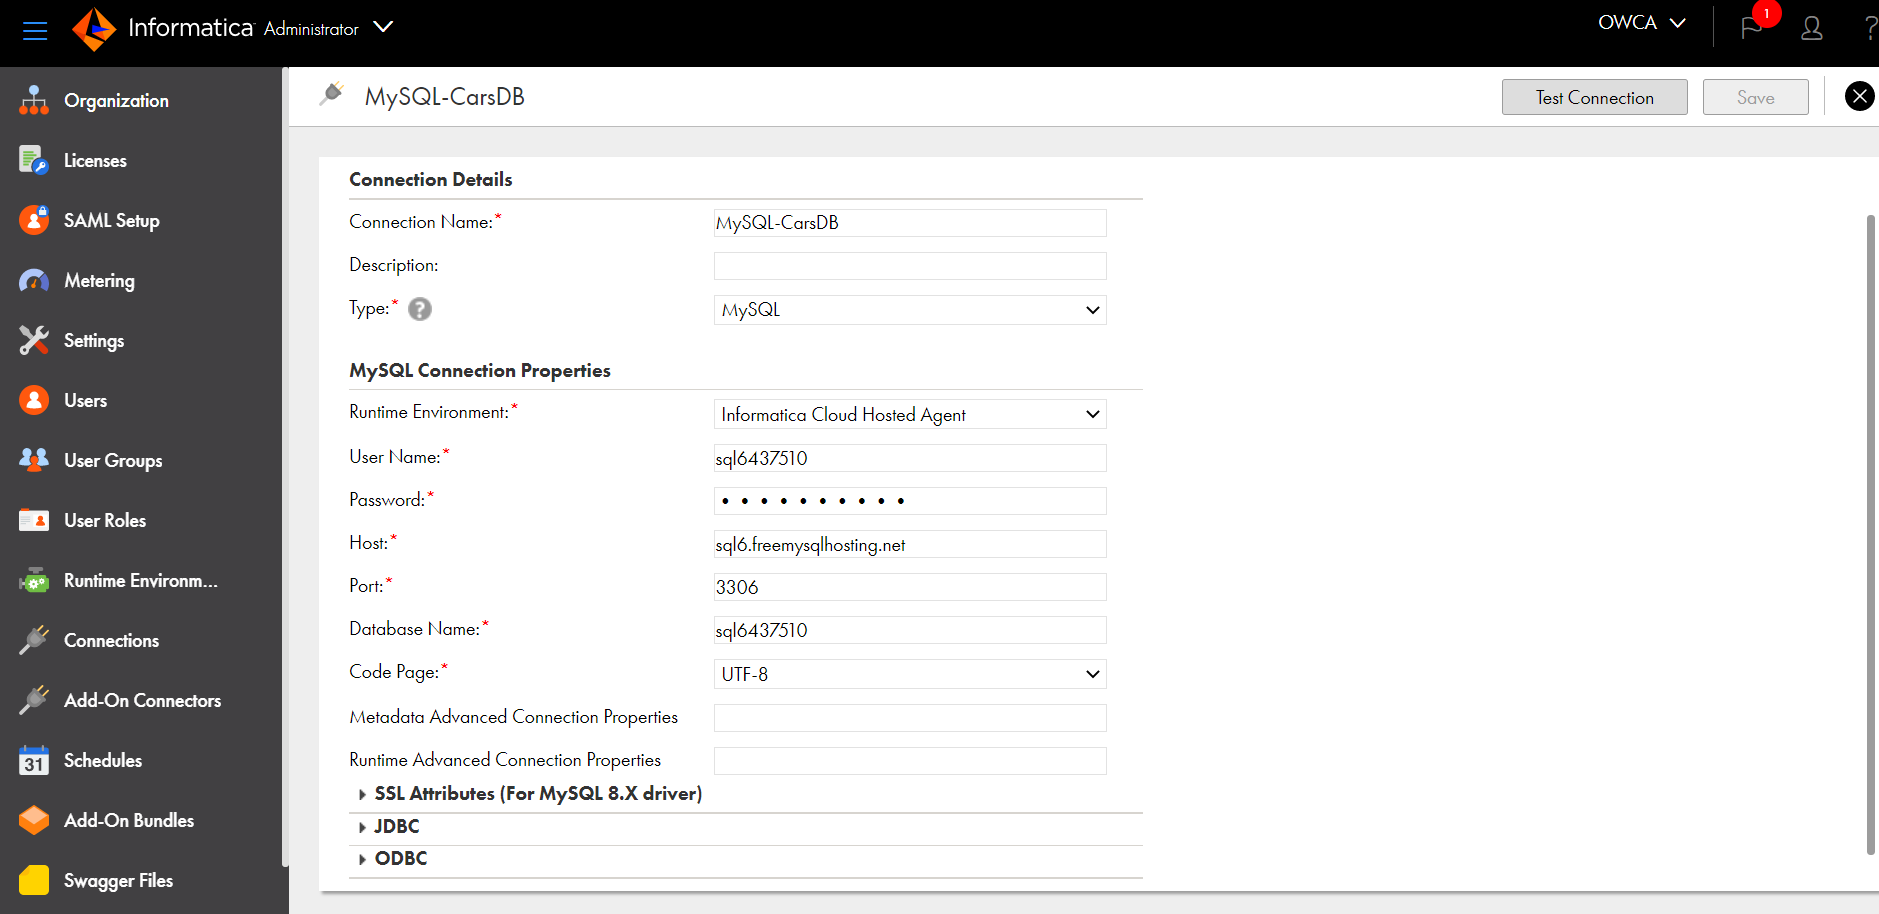 Informatica Administrator
OWCA
1
?
Organization
Licenses
SAML Setup
Metering
Settings
Users
User Groups
User Roles
Runtime Environm...
Connections
Add-On Connectors
31
Schedules
Add-On Bundles
Swagger Files
MySQL-CarsDB
Test Connection
Save
Connection Details
Connection Name:* MySQL-CarsDB
Description:
Type:* ? MySQL
MySQL Connection Properties
Runtime Environment:* Informatica Cloud Hosted Agent
User Name:* sql6437510
Password:* • • • • • • • • • •
Host:* sql6.freemysqlhosting.net
Port:* 3306
Database Name:* sql6437510
Code Page:* UTF-8
Metadata Advanced Connection Properties
Runtime Advanced Connection Properties
SSL Attributes (For MySQL 8.X driver)
JDBC
ODBC